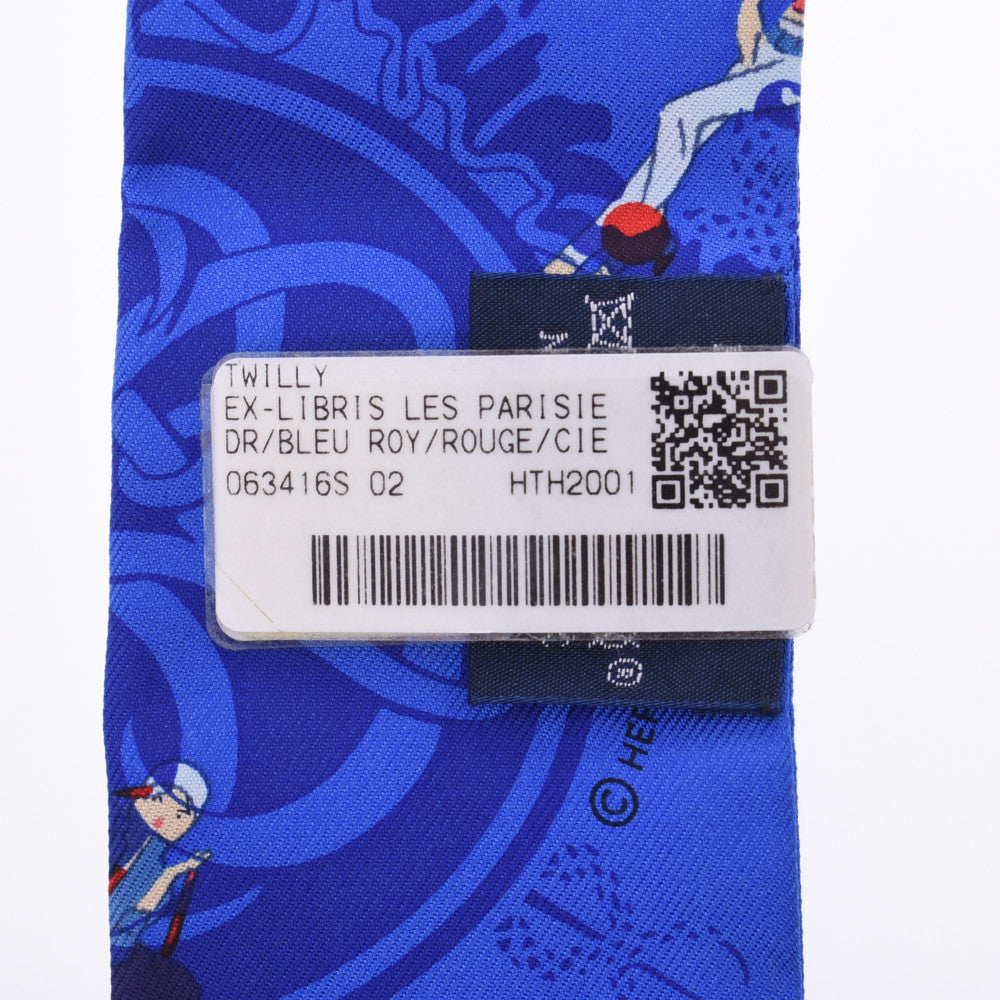 TWILLY
EX-LIBRIS LES PARISIE
DR/BLEU ROY/ROUGE/CIE
063416S 02 HTH2001
©